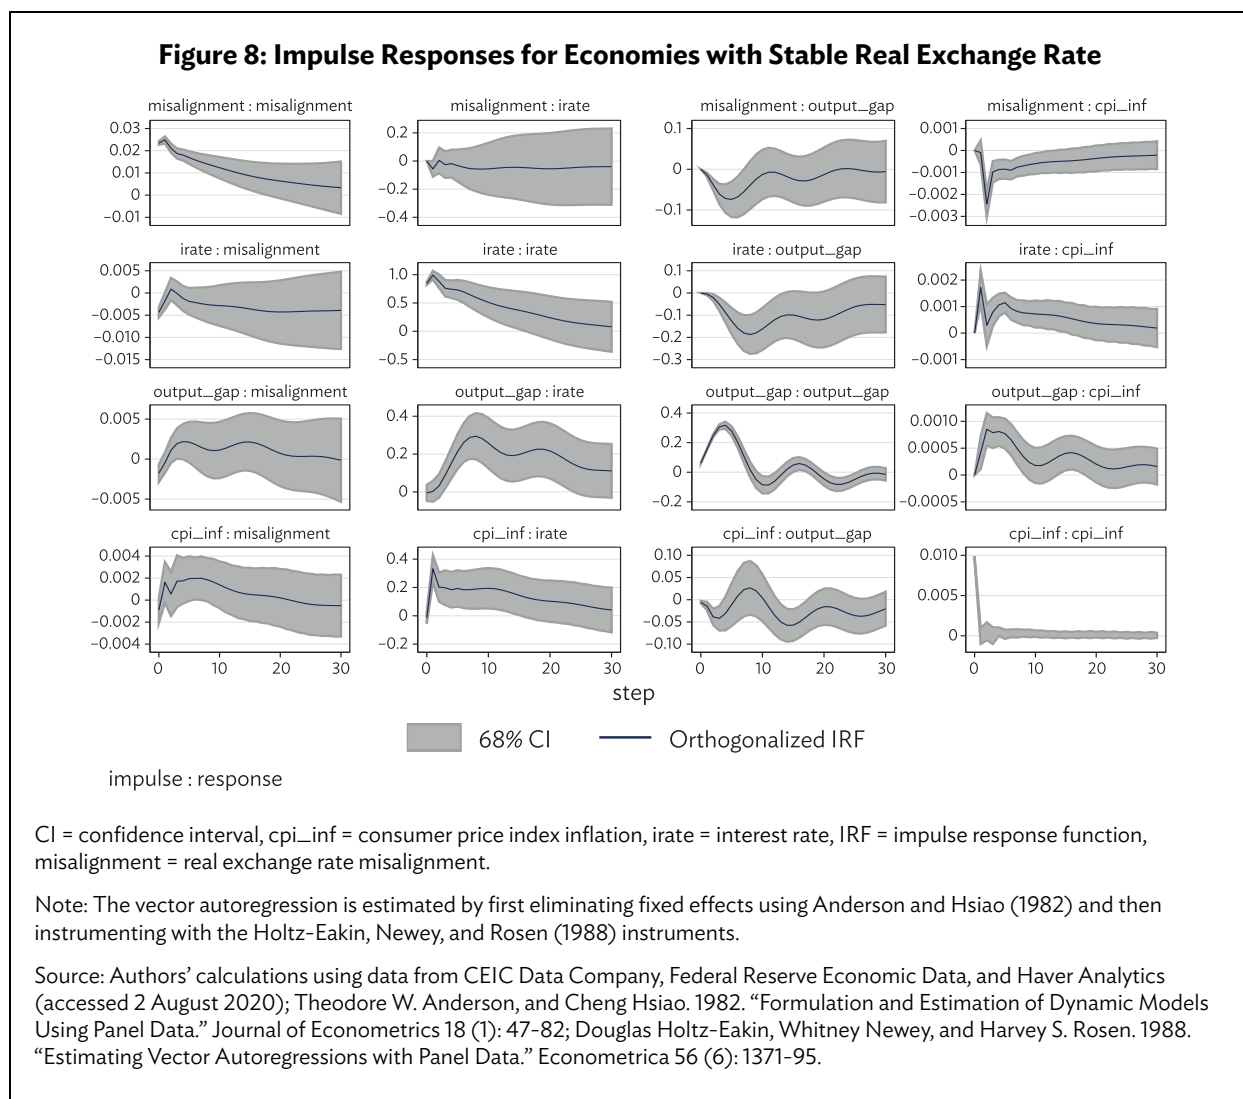 Figure 8: Impulse Responses for Economies with Stable Real Exchange Rate
misalignment : misalignment
misalignment : irate
misalignment : output_gap
misalignment : cpi_inf
0.03
0.02
0.01
0
−0.01
0.2
0
−0.2
−0.4
0.1
0
−0.1
0.001
0
−0.001
−0.002
−0.003
irate : misalignment
irate : irate
irate : output_gap
irate : cpi_inf
0.005
0
−0.005
−0.010
−0.015
1.0
0.5
0
−0.5
0.1
0
−0.1
−0.2
−0.3
0.002
0.001
0
−0.001
output_gap : misalignment
output_gap : irate
output_gap : output_gap
output_gap : cpi_inf
0.005
0
−0.005
0.4
0.2
0
0.4
0.2
0
−0.2
0.0010
0.0005
0
−0.0005
cpi_inf : misalignment
cpi_inf : irate
cpi_inf : output_gap
cpi_inf : cpi_inf
0.004
0.002
0
−0.002
−0.004
0.4
0.2
0
−0.2
0.10
0.05
0
−0.05
−0.10
0.010
0.005
0
0 10 20 30
0 10 20 30
0 10 20 30
0 10 20 30
step
68% CI
Orthogonalized IRF
impulse : response
CI = confidence interval, cpi_inf = consumer price index inflation, irate = interest rate, IRF = impulse response function,
misalignment = real exchange rate misalignment.
Note: The vector autoregression is estimated by first eliminating fixed effects using Anderson and Hsiao (1982) and then
instrumenting with the Holtz-Eakin, Newey, and Rosen (1988) instruments.
Source: Authors’ calculations using data from CEIC Data Company, Federal Reserve Economic Data, and Haver Analytics
(accessed 2 August 2020); Theodore W. Anderson, and Cheng Hsiao. 1982. “Formulation and Estimation of Dynamic Models
Using Panel Data.” Journal of Econometrics 18 (1): 47-82; Douglas Holtz-Eakin, Whitney Newey, and Harvey S. Rosen. 1988.
“Estimating Vector Autoregressions with Panel Data.” Econometrica 56 (6): 1371-95.